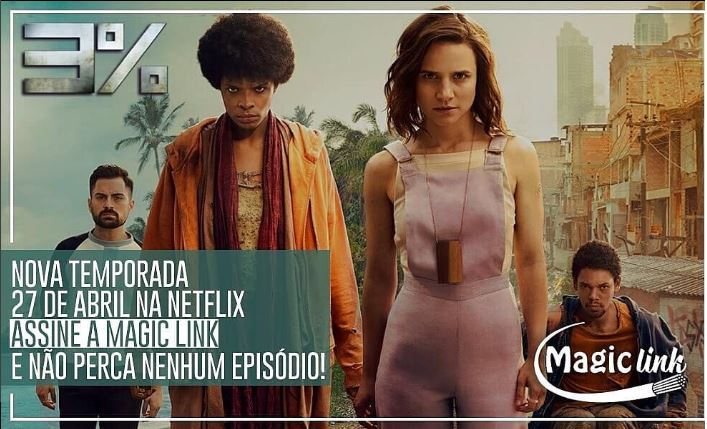 3%
NOVA TEMPORADA
27 DE ABRIL NA NETFLIX
ASSINE A MAGIC LINK
E NÃO PERCA NENHUM EPISÓDIO!
Magic link